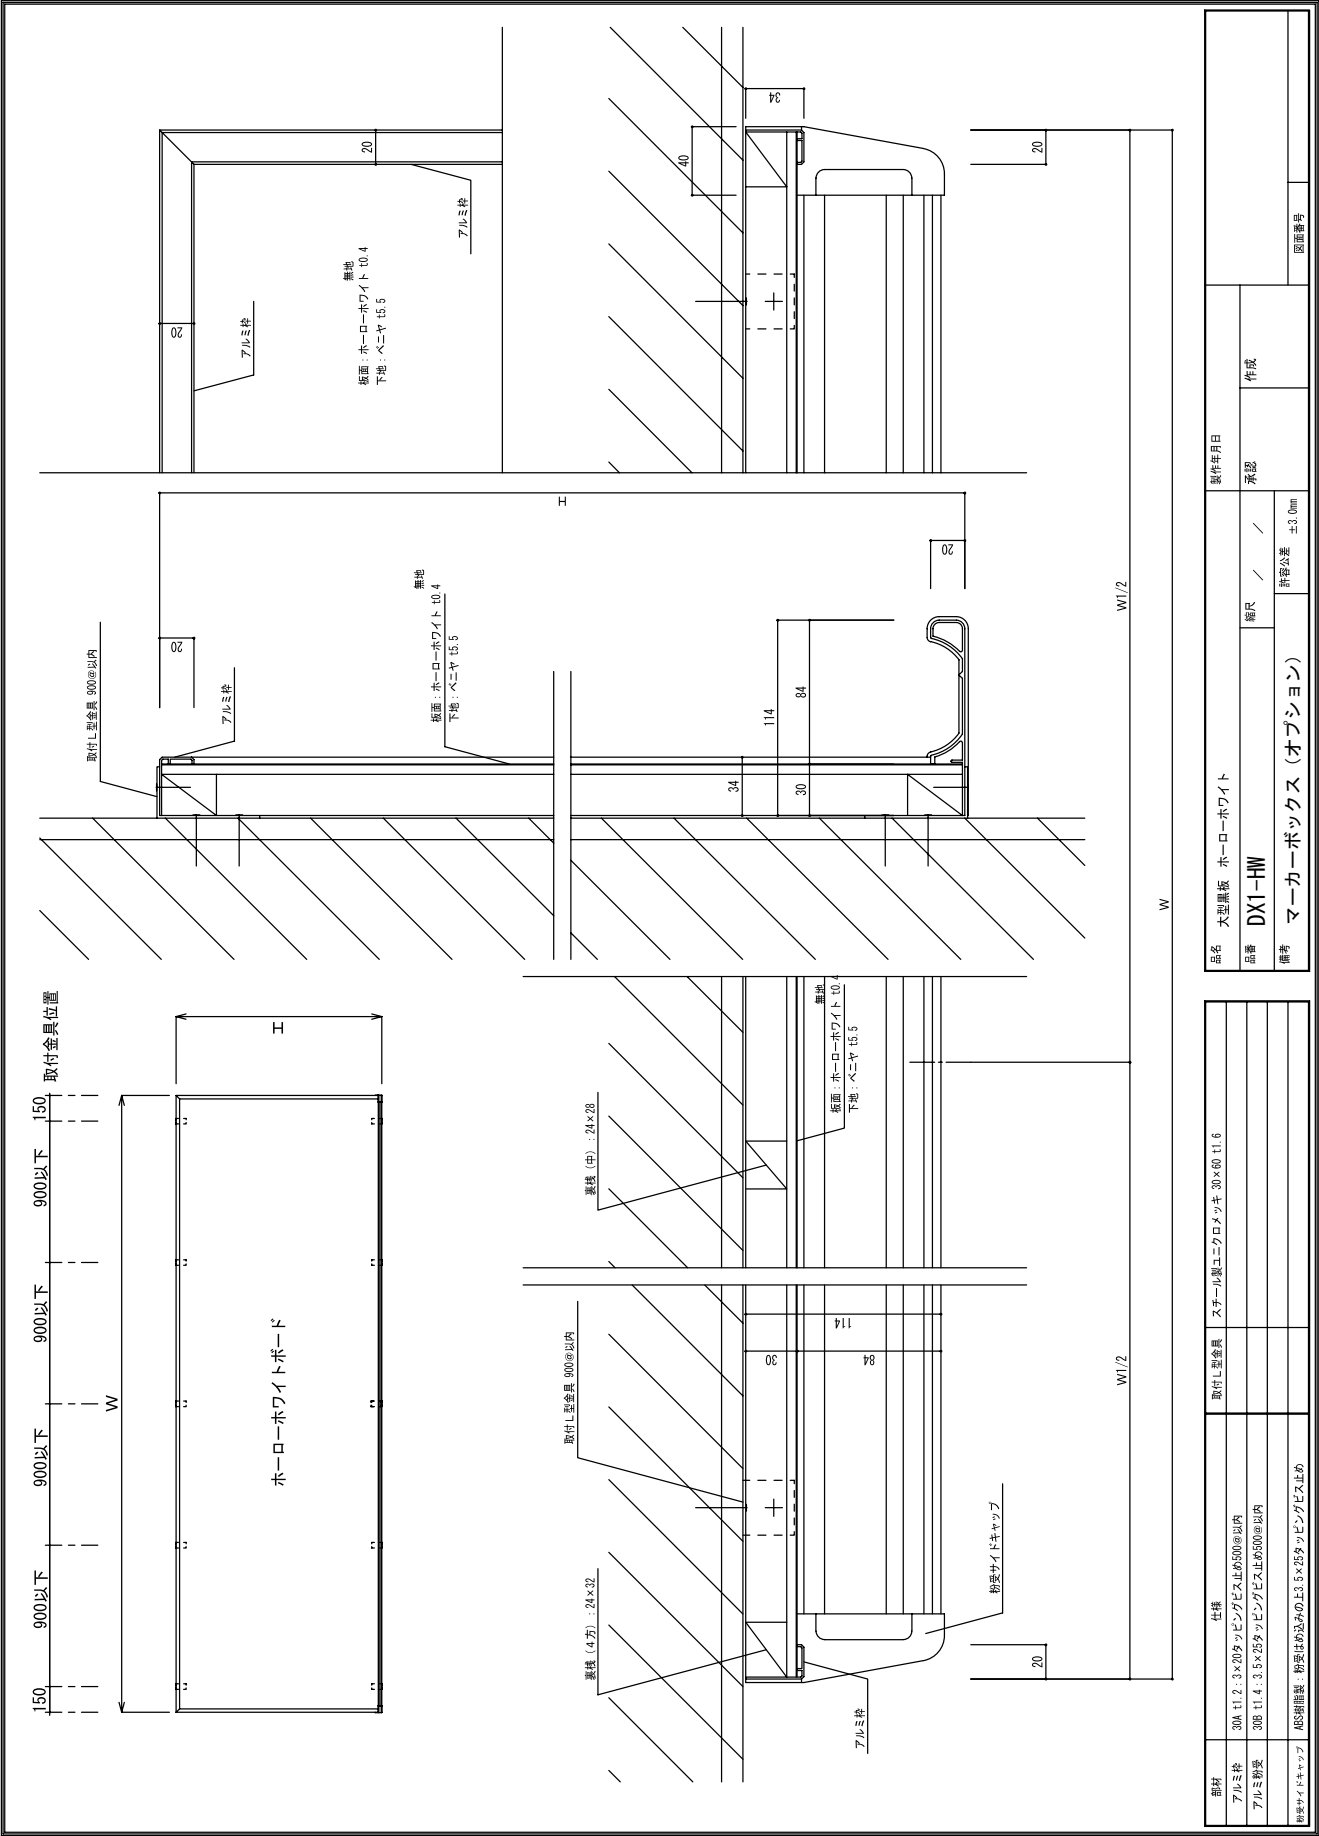 取付金具位置
150
900以下
900以下
900以下
900以下
150
W
H
ホーローホワイトボード
取付Ｌ型金具 900@以内
20
アルミ枠
無地
板面：ホーローホワイト t0.4
下地：ベニヤ t5.5
H
34
114
30
84
20
20
アルミ枠
20
アルミ枠
無地
板面：ホーローホワイト t0.4
下地：ベニヤ t5.5
裏桟（４方）：24×32
取付Ｌ型金具 900@以内
裏桟（中）：24×28
無地
板面：ホーローホワイト t0.4
下地：ベニヤ t5.5
30
84
114
アルミ枠
20
粉受サイドキャップ
40
34
20
W1/2
W1/2
W
部材
仕様
アルミ枠
30A t1.2：3×20タッピングビス止め500@以内
アルミ粉受
30B t1.4：3.5×25タッピングビス止め500@以内
粉受サイドキャップ
ABS樹脂製：粉受はめ込みの上3.5×25タッピングビス止め
取付Ｌ型金具
スチール製ユニクロメッキ 30×60 t1.6
品名
大型黒板 ホーローホワイト
品番
DX1-HW
備考
マーカーボックス（オプション）
縮尺
/ /
許容公差
±3.0mm
製作年月日
承認
作成
図面番号